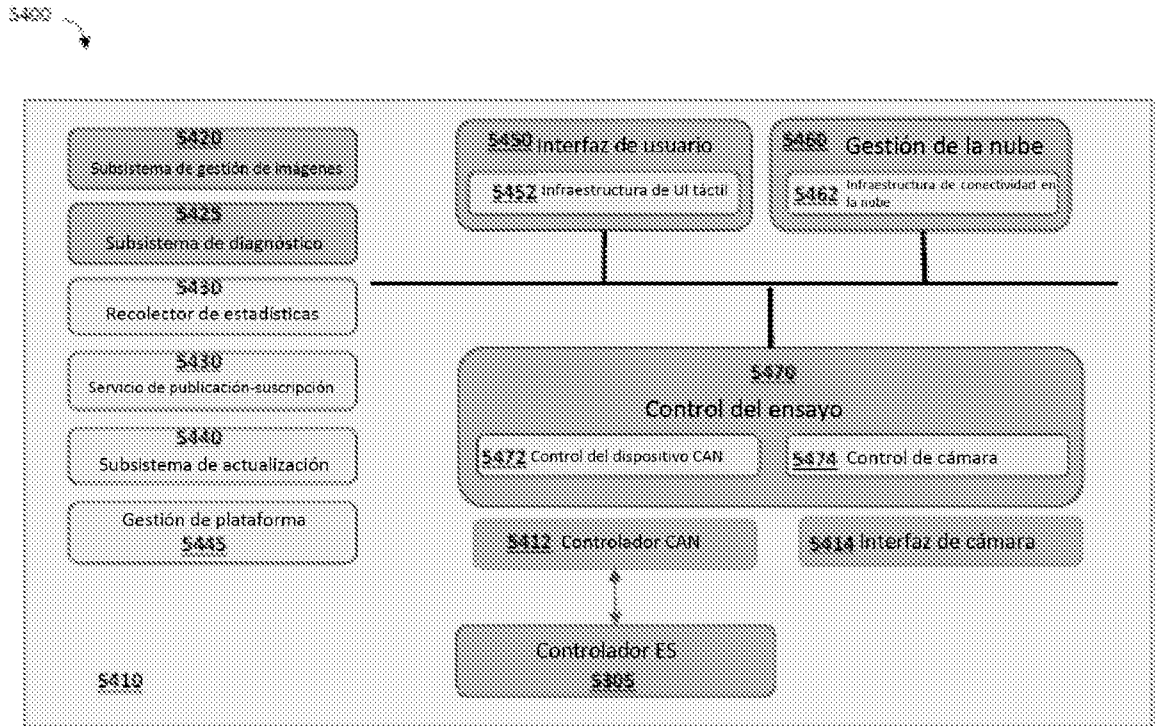 5400
5420
Subsistema de gestión de imágenes
5425
Subsistema de diagnóstico
5430
Recolector de estadísticas
5430
Servicio de publicación-suscripción
5440
Subsistema de actualización
Gestión de plataforma
5445
5410
5450 Interfaz de usuario
5452 Infraestructura de UI táctil
5460 Gestión de la nube
5462 Infraestructura de conectividad en
la nube
5470
Control del ensayo
5472 Control del dispositivo CAN
5474 Control de cámara
5412 Controlador CAN
5414 Interfaz de cámara
Controlador ES
5305